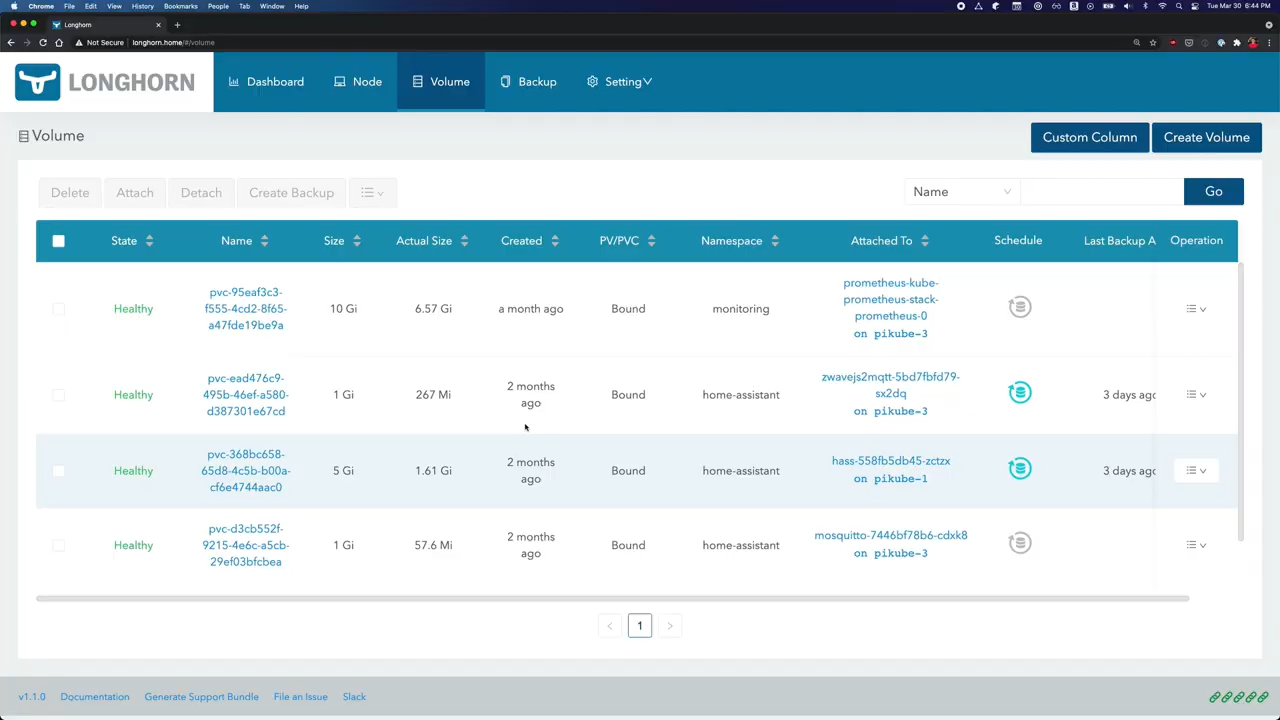 Chrome File Edit View History Bookmarks People Tab Window Help
Tue Mar 30 6:44 PM
Longhorn
Not Secure longhorn.home/#/volume
LONGHORN
Dashboard Node Volume Backup Setting
Volume
Custom Column Create Volume
Delete Attach Detach Create Backup
Name Go
State Name Size Actual Size Created PV/PVC Namespace Attached To Schedule Last Backup A Operation
Healthy
pvc-95eaf3c3-
f555-4cd2-8f65-
a47fde19be9a
10 Gi
6.57 Gi
a month ago
Bound
monitoring
prometheus-kube-
prometheus-stack-
prometheus-0
on pikube-3
Healthy
pvc-ead476c9-
495b-46ef-a580-
d387301e67cd
1 Gi
267 Mi
2 months
ago
Bound
home-assistant
zwavejs2mqtt-5bd7fbfd79-
sx2dq
on pikube-3
3 days ago
Healthy
pvc-368bc658-
65d8-4c5b-b00a-
cf6e4744aac0
5 Gi
1.61 Gi
2 months
ago
Bound
home-assistant
hass-558fb5db45-zctzx
on pikube-1
3 days ago
Healthy
pvc-d3cb552f-
9215-4e6c-a5cb-
29ef03bfcbea
1 Gi
57.6 Mi
2 months
ago
Bound
home-assistant
mosquitto-7446bf78b6-cdxk8
on pikube-3
1
v1.1.0 Documentation Generate Support Bundle File an Issue Slack